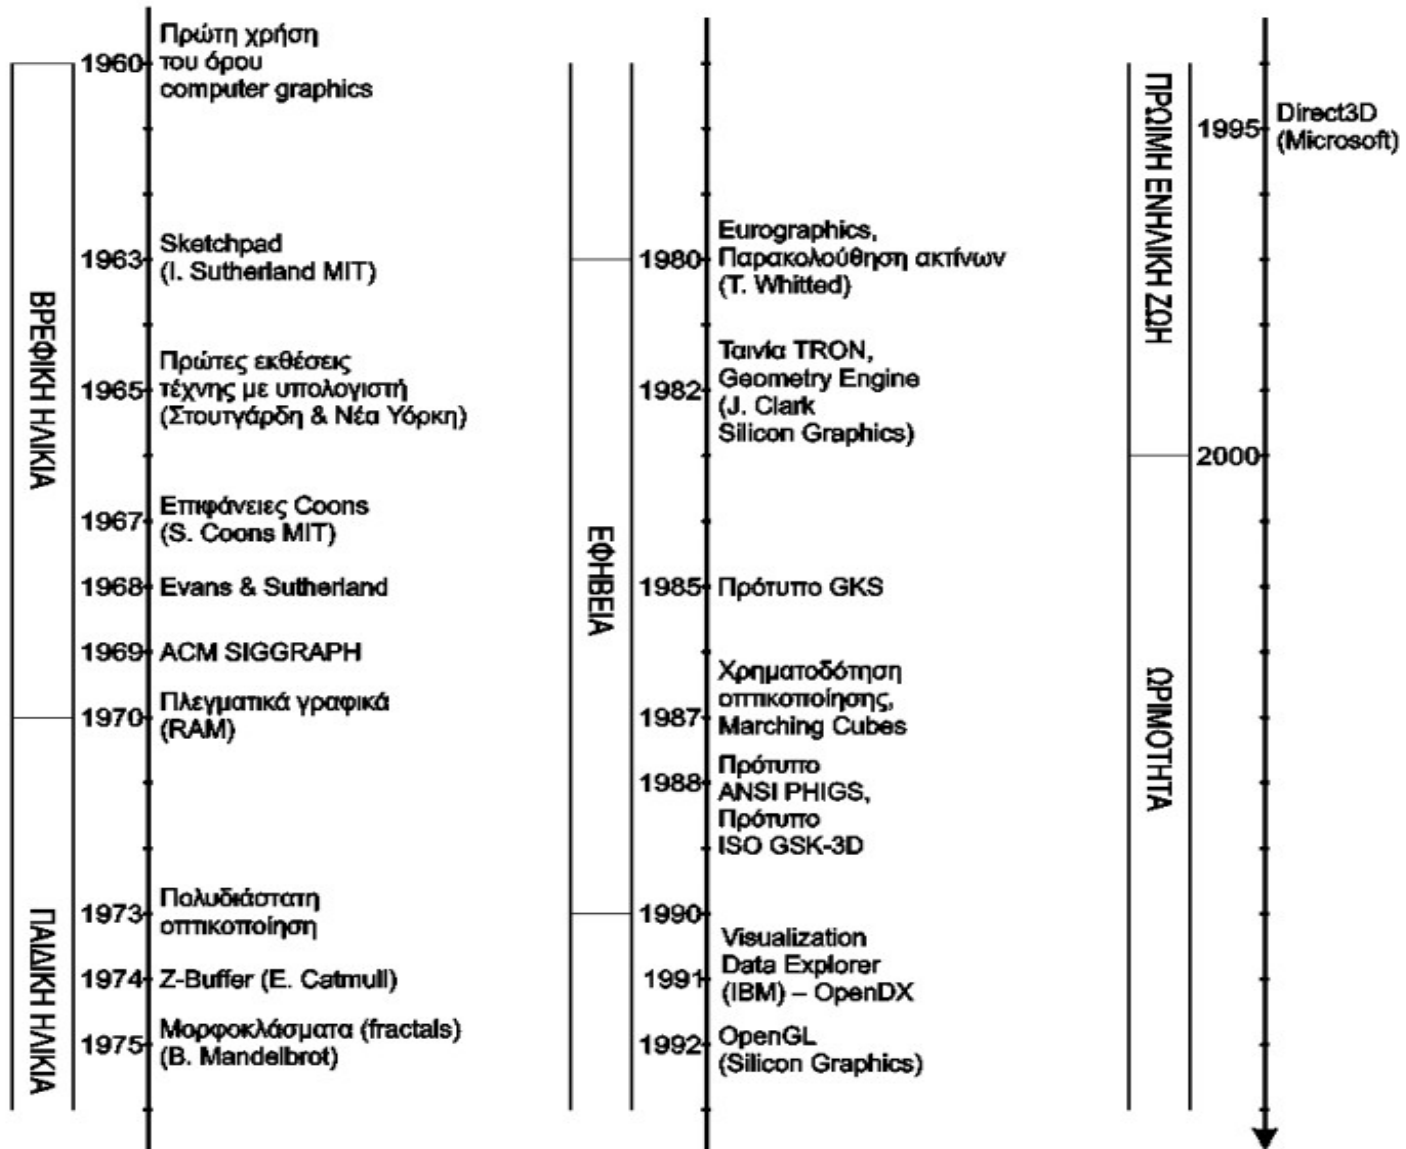 1960
Πρώτη χρήση
του όρου
computer graphics
1963
Sketchpad
(I. Sutherland MIT)
1965
Πρώτες εκθέσεις
τέχνης με υπολογιστή
(Στουτγάρδη & Νέα Υόρκη)
1967
Επιφάνειες Coons
(S. Coons MIT)
1968
Evans & Sutherland
1969
ACM SIGGRAPH
1970
Πλεγματικά γραφικά
(RAM)
1973
Πολυδιάστατη
οπτικοποίηση
1974
Z-Buffer (E. Catmull)
1975
Μορφοκλάσματα (fractals)
(B. Mandelbrot)
ΒΡΕΦΙΚΗ ΗΛΙΚΙΑ
ΠΑΙΔΙΚΗ ΗΛΙΚΙΑ
1980
Eurographics,
Παρακολούθηση ακτίνων
(T. Whitted)
1982
Ταινία TRON,
Geometry Engine
(J. Clark
Silicon Graphics)
1985
Πρότυπο GKS
1987
Χρηματοδότηση
οπτικοποίησης,
Marching Cubes
1988
Πρότυπο
ANSI PHIGS,
Πρότυπο
ISO GSK-3D
1990
1991
Visualization
Data Explorer
(IBM) – OpenDX
1992
OpenGL
(Silicon Graphics)
ΕΦΗΒΕΙΑ
1995
Direct3D
(Microsoft)
2000
ΠΡΩΙΜΗ ΕΝΗΛΙΚΗ ΖΩΗ
ΩΡΙΜΟΤΗΤΑ